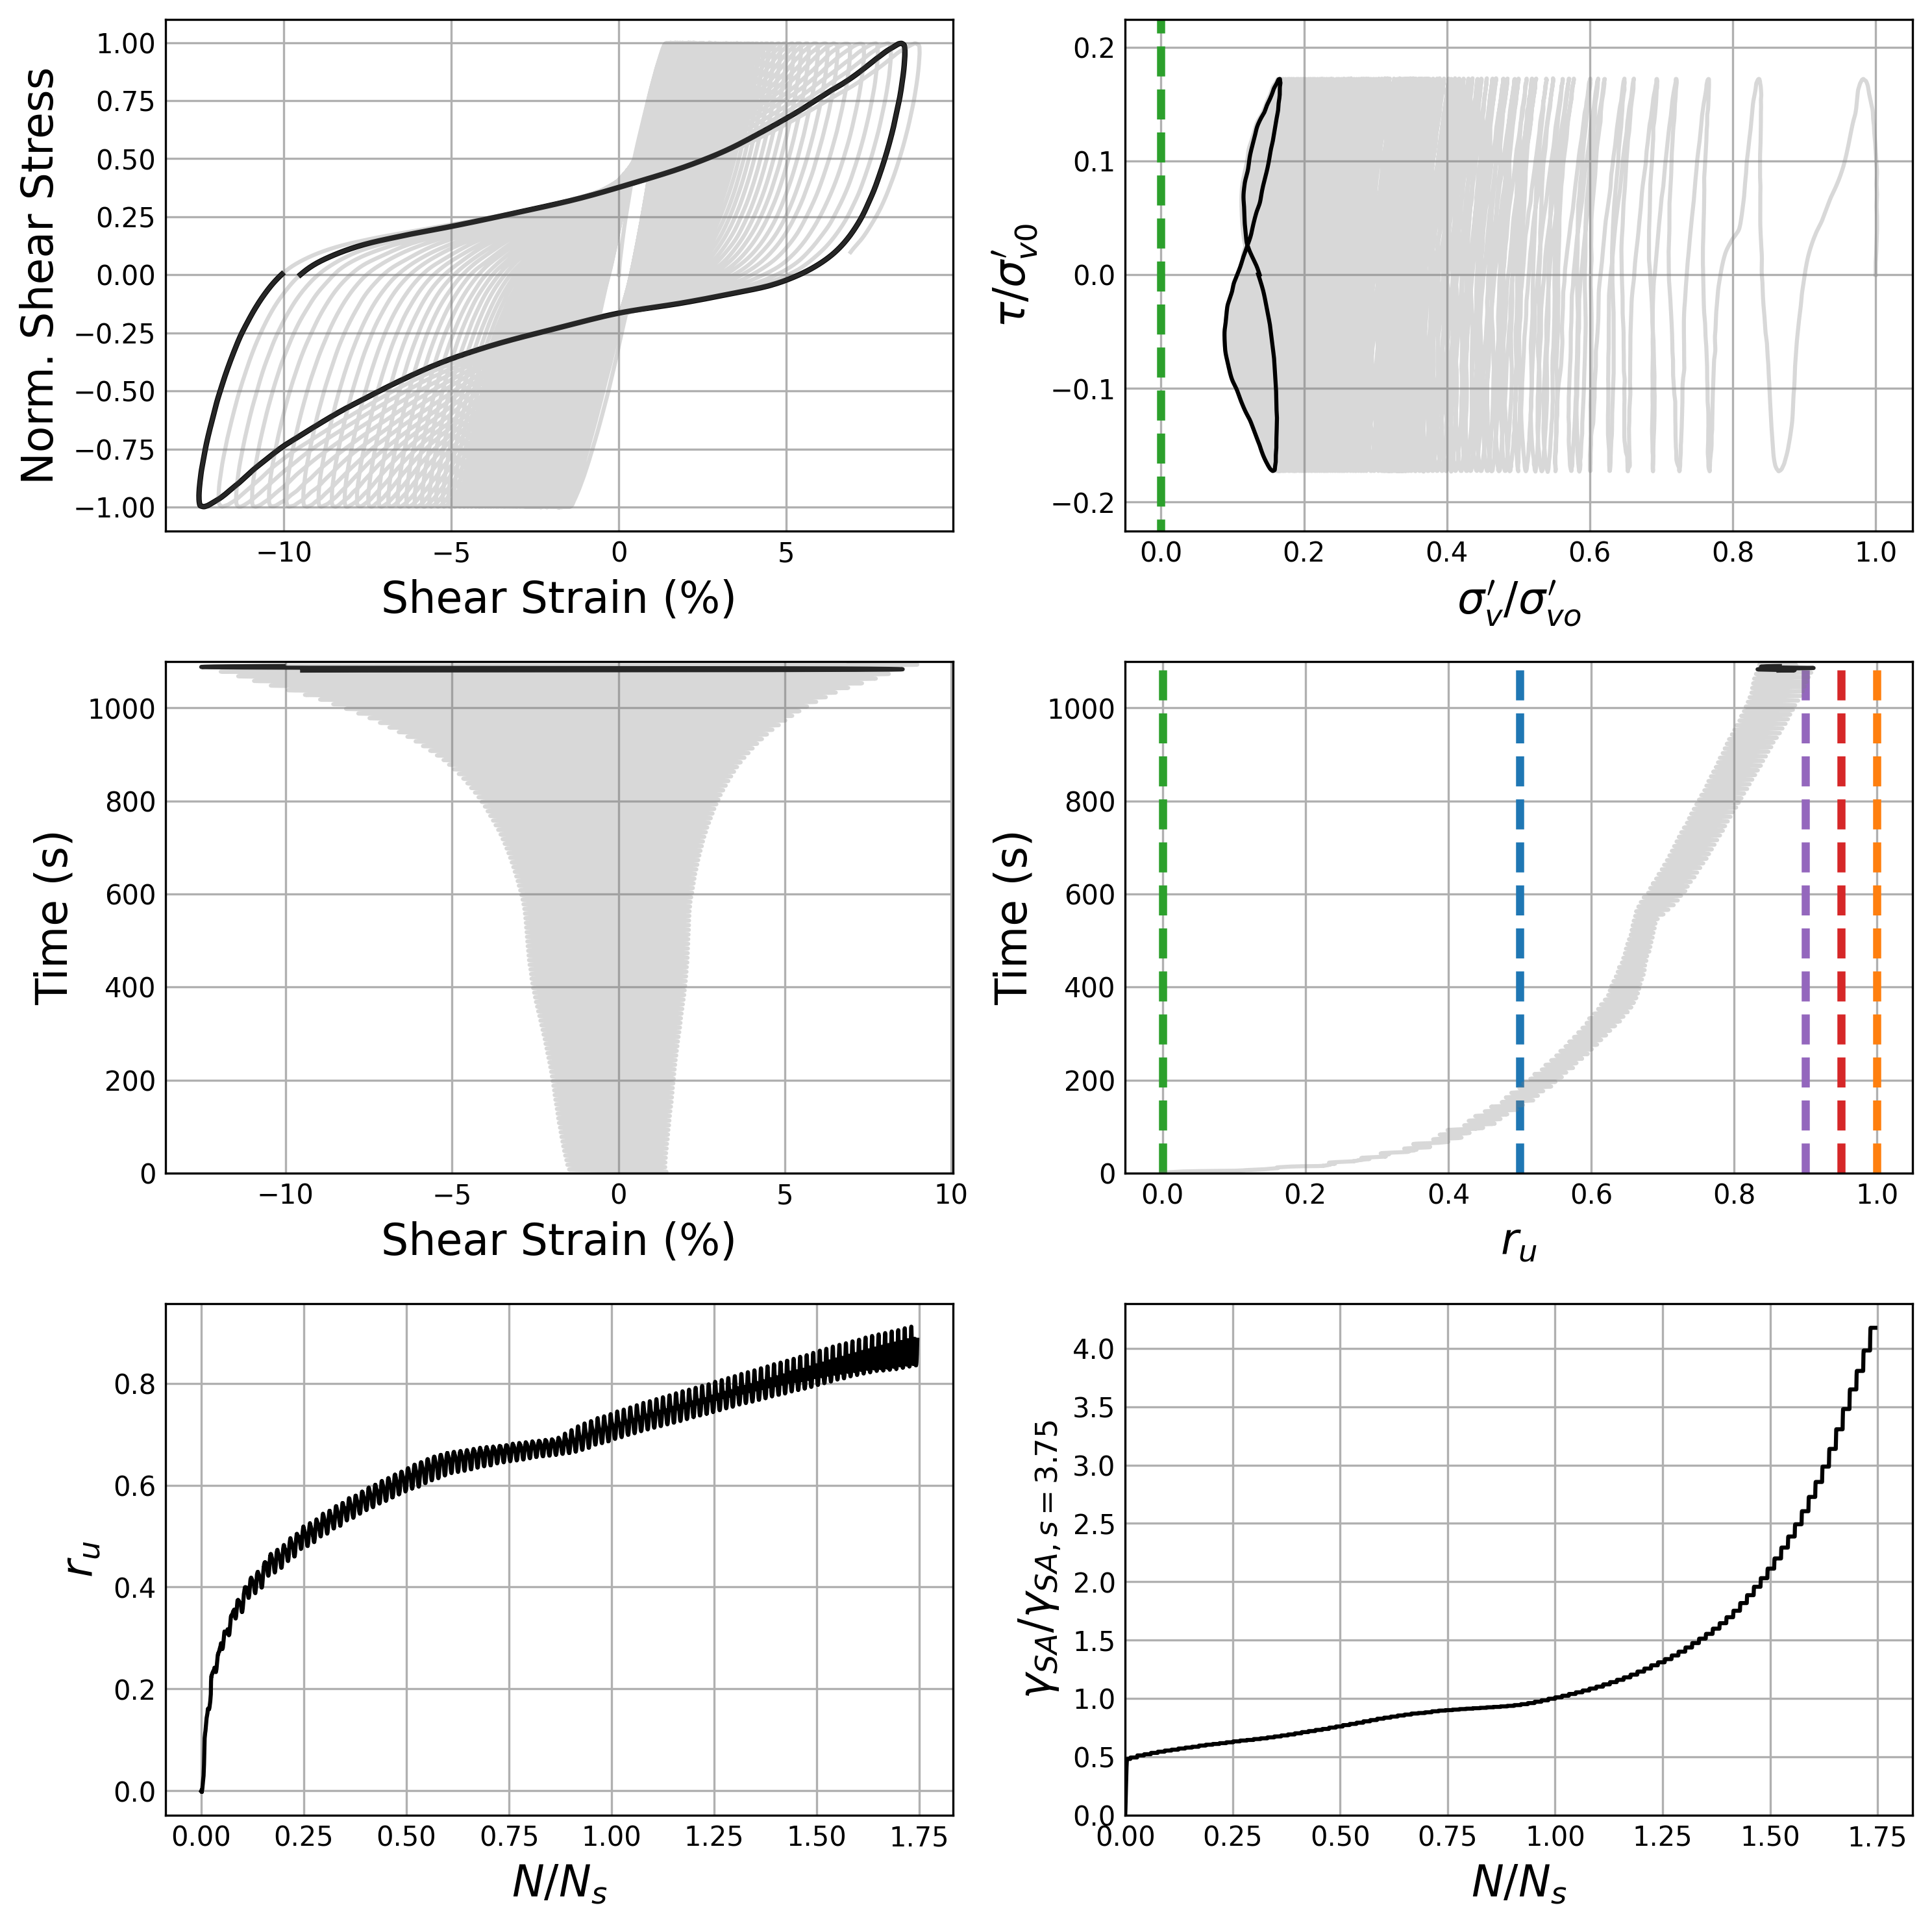 1.00
0.75
0.50
0.25
0.00
−0.25
−0.50
−0.75
−1.00
Norm. Shear Stress
−10 −5 0 5
Shear Strain (%)
0.2
0.1
0.0
−0.1
−0.2
τ/σ′v0
0.0 0.2 0.4 0.6 0.8 1.0
σ′v/σ′vo
1000
800
600
400
200
0
Time (s)
−10 −5 0 5 10
Shear Strain (%)
1000
800
600
400
200
0
Time (s)
0.0 0.2 0.4 0.6 0.8 1.0
ru
0.8
0.6
0.4
0.2
0.0
ru
0.00 0.25 0.50 0.75 1.00 1.25 1.50 1.75
N/Ns
4.0
3.5
3.0
2.5
2.0
1.5
1.0
0.5
0.0
γSA/γSA, s = 3.75
0.00 0.25 0.50 0.75 1.00 1.25 1.50 1.75
N/Ns